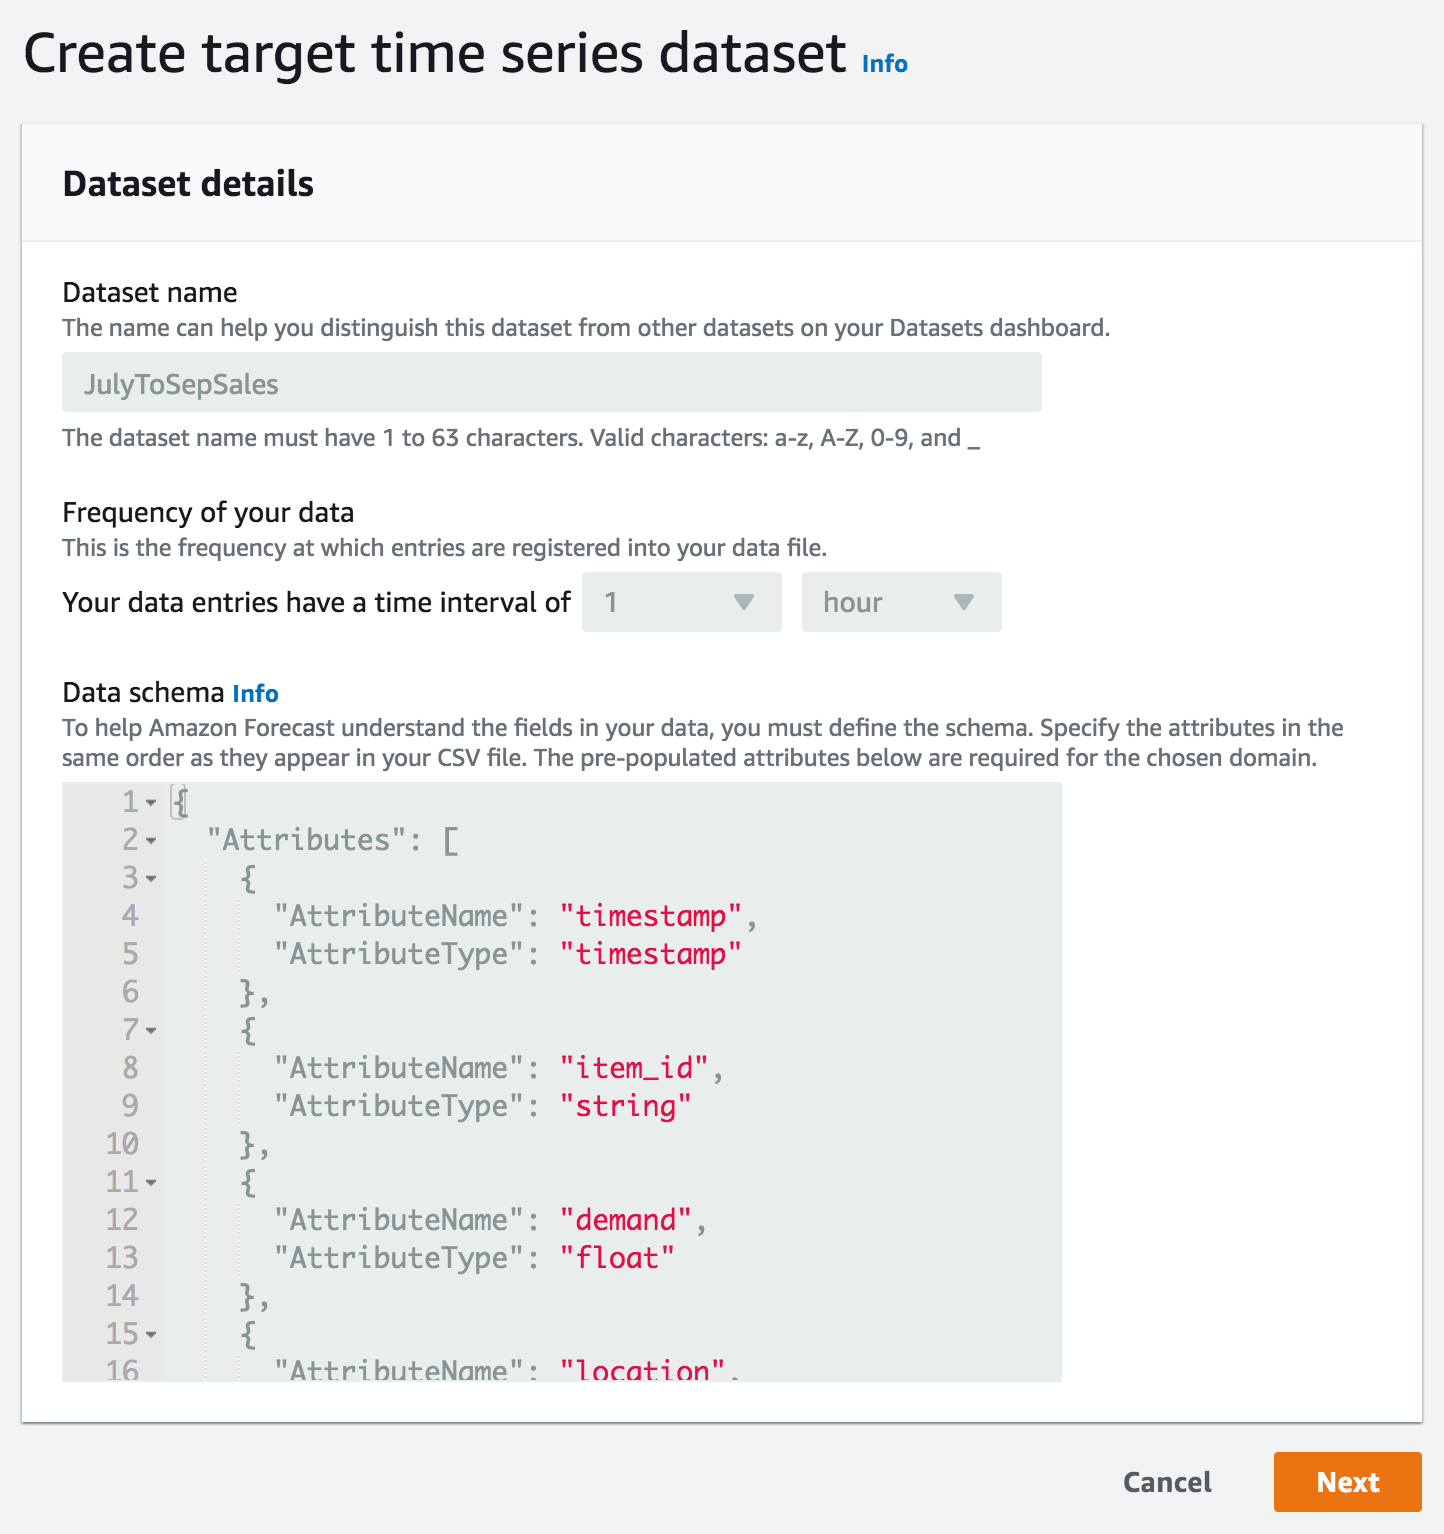 Create target time series dataset Info
Dataset details
Dataset name
The name can help you distinguish this dataset from other datasets on your Datasets dashboard.
JulyToSepSales
The dataset name must have 1 to 63 characters. Valid characters: a-z, A-Z, 0-9, and _
Frequency of your data
This is the frequency at which entries are registered into your data file.
Your data entries have a time interval of 1 hour
Data schema Info
To help Amazon Forecast understand the fields in your data, you must define the schema. Specify the attributes in the
same order as they appear in your CSV file. The pre-populated attributes below are required for the chosen domain.
1 {
2 "Attributes": [
3 {
4 "AttributeName": "timestamp",
5 "AttributeType": "timestamp"
6 },
7 {
8 "AttributeName": "item_id",
9 "AttributeType": "string"
10 },
11 {
12 "AttributeName": "demand",
13 "AttributeType": "float"
14 },
15 {
16 "AttributeName": "location",
Cancel Next